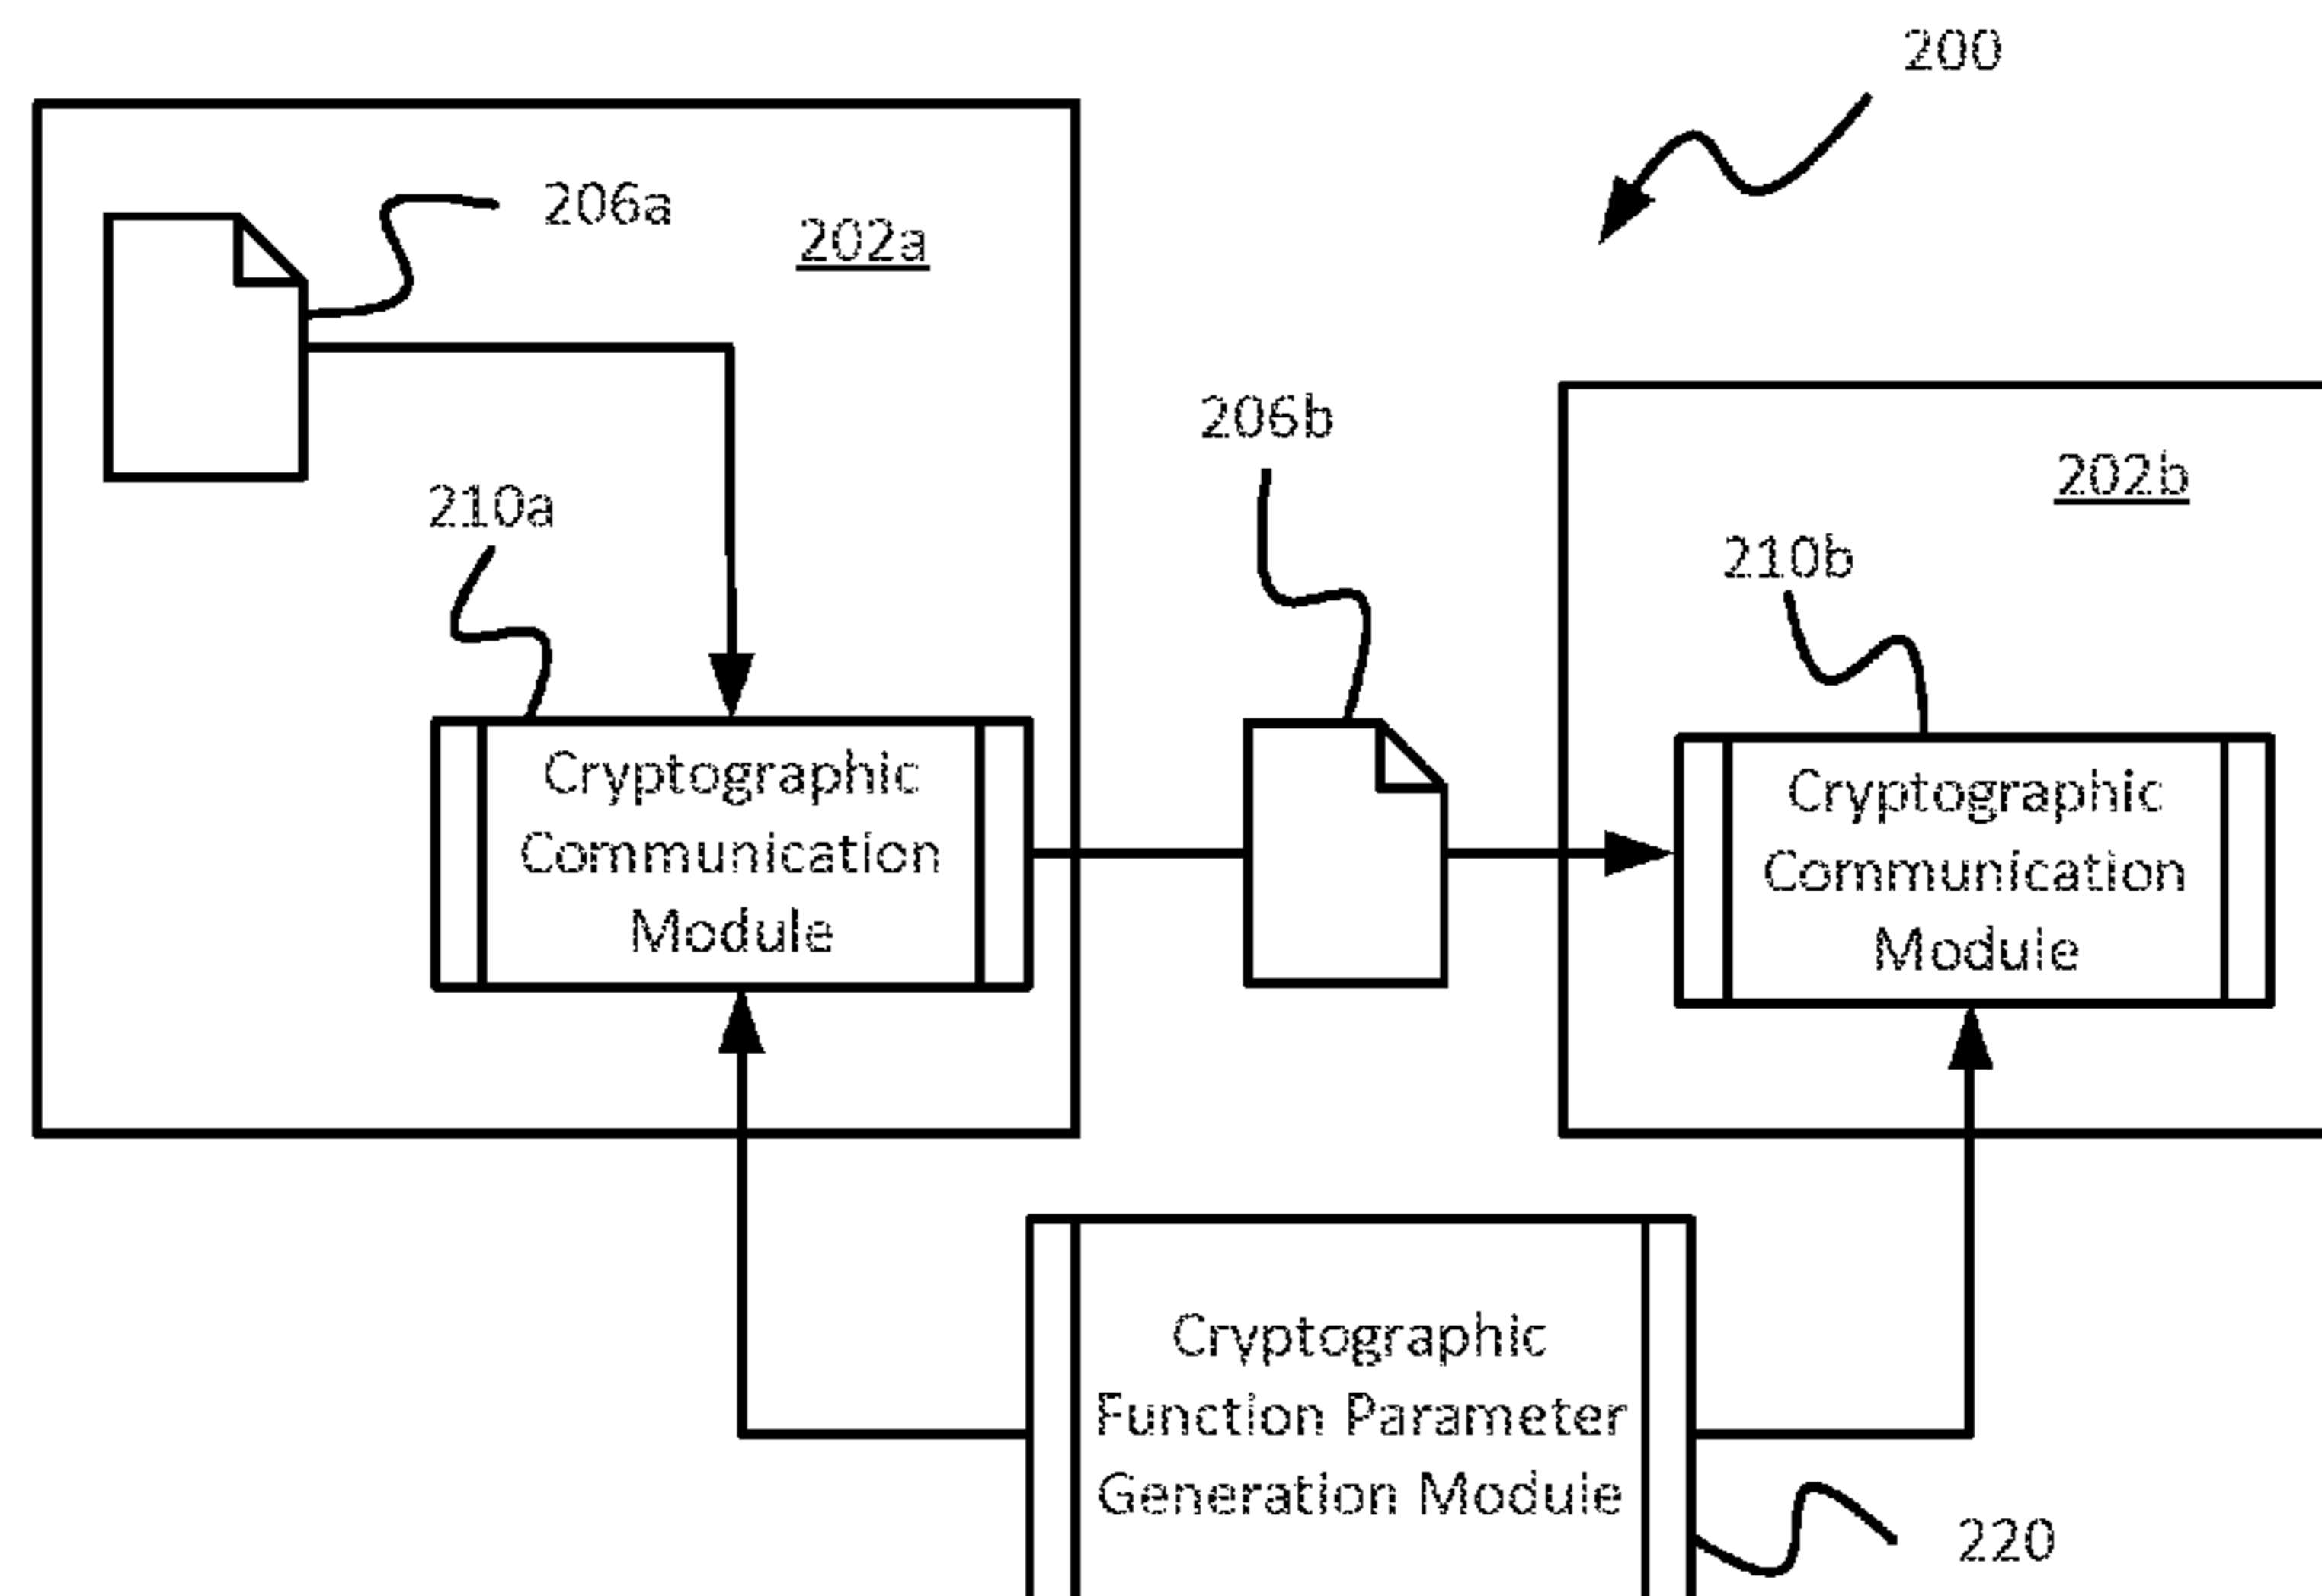 200
206a
202a
206b
202b
210a
210b
Cryptographic
Communication
Module
Cryptographic
Communication
Module
Cryptographic
Function Parameter
Generation Module
220